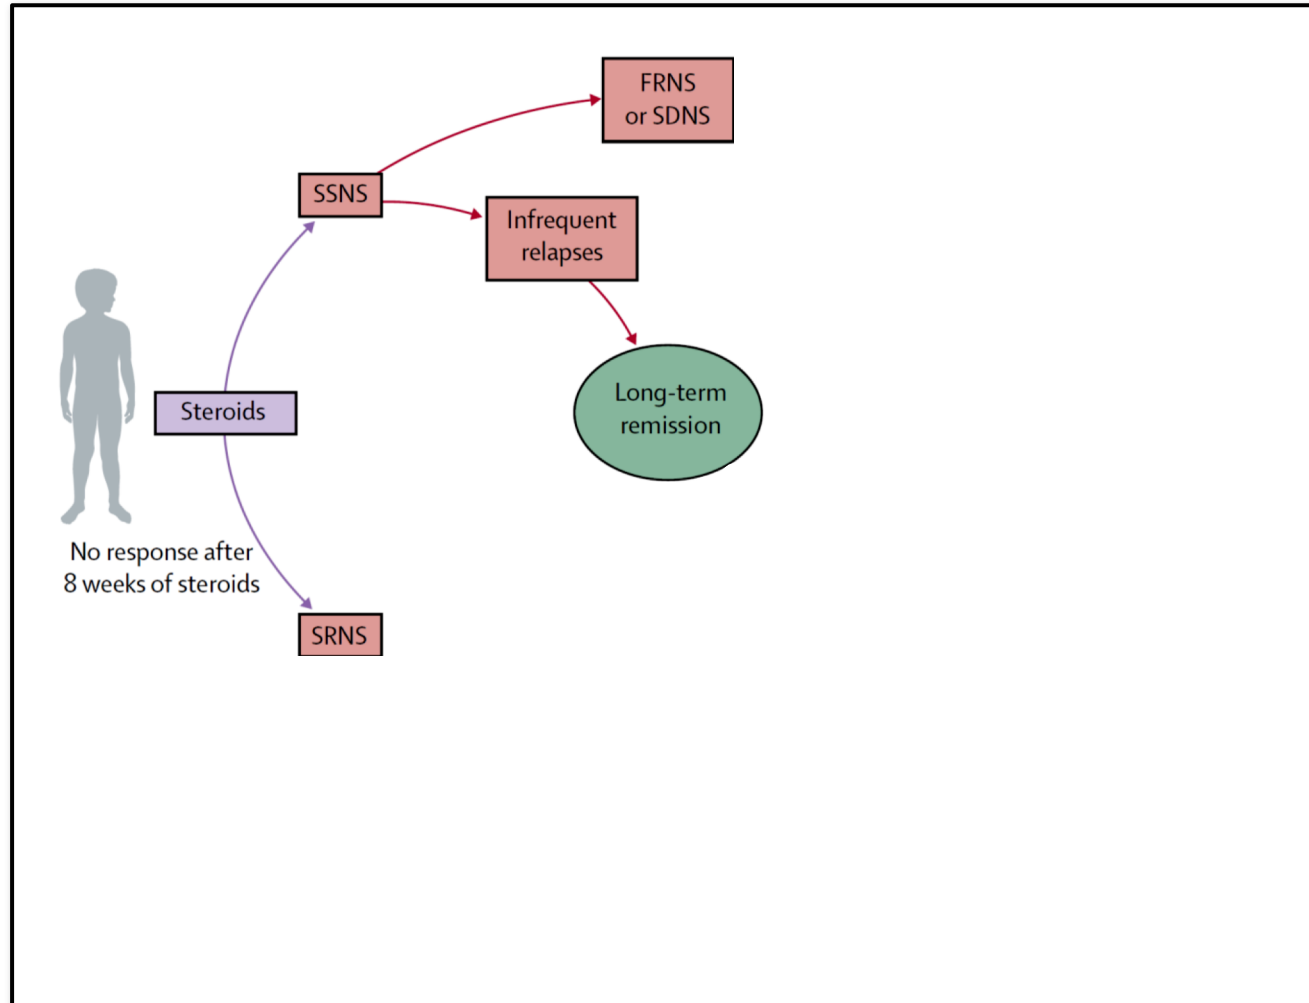 FRNS
or SDNS
SSNS
Infrequent
relapses
Long-term
remission
Steroids
No response after
8 weeks of steroids
SRNS